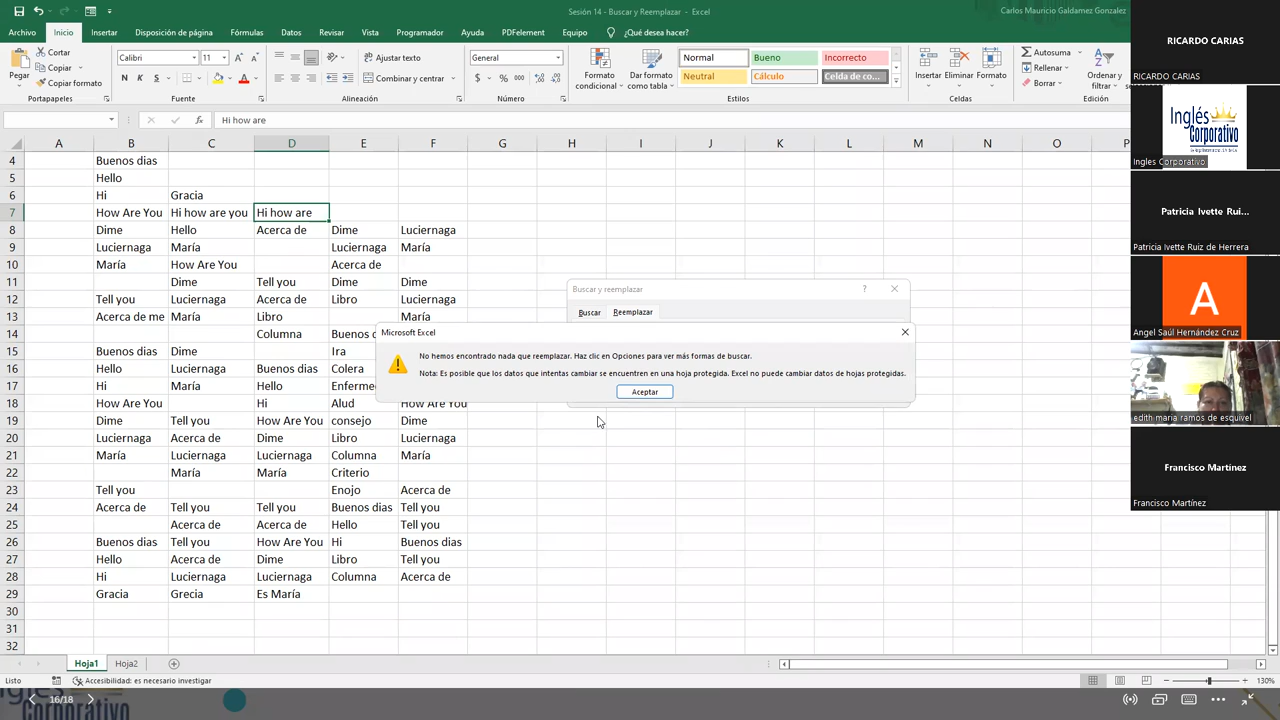 Sesión 14 - Buscar y Reemplazar - Excel
Carlos Mauricio Galdamez Gonzalez
Archivo Inicio Insertar Disposición de página Fórmulas Datos Revisar Vista Programador Ayuda PDFelement Equipo ¿Qué desea hacer?
Pegar
Cortar
Copiar
Copiar formato
Portapapeles
Calibri 11
N K S
Fuente
Ajustar texto
Combinar y centrar
Alineación
General
$ % 000
Número
Formato condicional
Dar formato como tabla
Normal Bueno Incorrecto
Neutral Cálculo Celda de co...
Estilos
Insertar Eliminar Formato
Celdas
Autosuma
Rellenar
Borrar
Ordenar y filtrar
Edición
fx Hi how are
A B C D E F G H I J K L M N O P
4 Buenos dias
5 Hello
6 Hi Gracia
7 How Are You Hi how are you Hi how are
8 Dime Hello Acerca de Dime Luciernaga
9 Luciernaga María Luciernaga María
10 María How Are You Acerca de
11 Dime Tell you Dime Dime
12 Tell you Luciernaga Acerca de Libro Luciernaga
13 Acerca de me María Libro María
14 Columna Buenos
15 Buenos dias Dime Ira
16 Hello Luciernaga Buenos dias Colera
17 Hi María Hello Enferme
18 How Are You Hi Alud How Are You
19 Dime Tell you How Are You consejo Dime
20 Luciernaga Acerca de Dime Libro Luciernaga
21 María Luciernaga Luciernaga Columna María
22 María María Criterio
23 Tell you Enojo Acerca de
24 Acerca de Tell you Tell you Buenos dias Tell you
25 Acerca de Acerca de Hello Tell you
26 Buenos dias Tell you How Are You Hi Buenos dias
27 Hello Acerca de Dime Libro Tell you
28 Hi Luciernaga Luciernaga Columna Acerca de
29 Gracia Grecia Es María
30
31
32
Buscar y reemplazar ?
Buscar Reemplazar
Microsoft Excel
No hemos encontrado nada que reemplazar. Haz clic en Opciones para ver más formas de buscar.
Nota: Es posible que los datos que intentas cambiar se encuentren en una hoja protegida. Excel no puede cambiar datos de hojas protegidas.
Aceptar
Hoja1 Hoja2
Listo Accesibilidad: es necesario investigar 130%
16/18
Inglés
Corporativo
RICARDO CARIAS
RICARDO CARIAS
Inglés
Corporativo
Ingles Corporativo
Patricia Ivette Rui...
Patricia Ivette Ruiz de Herrera
A
Angel Saúl Hernández Cruz
edith maria ramos de esquivel
Francisco Martínez
Francisco Martínez